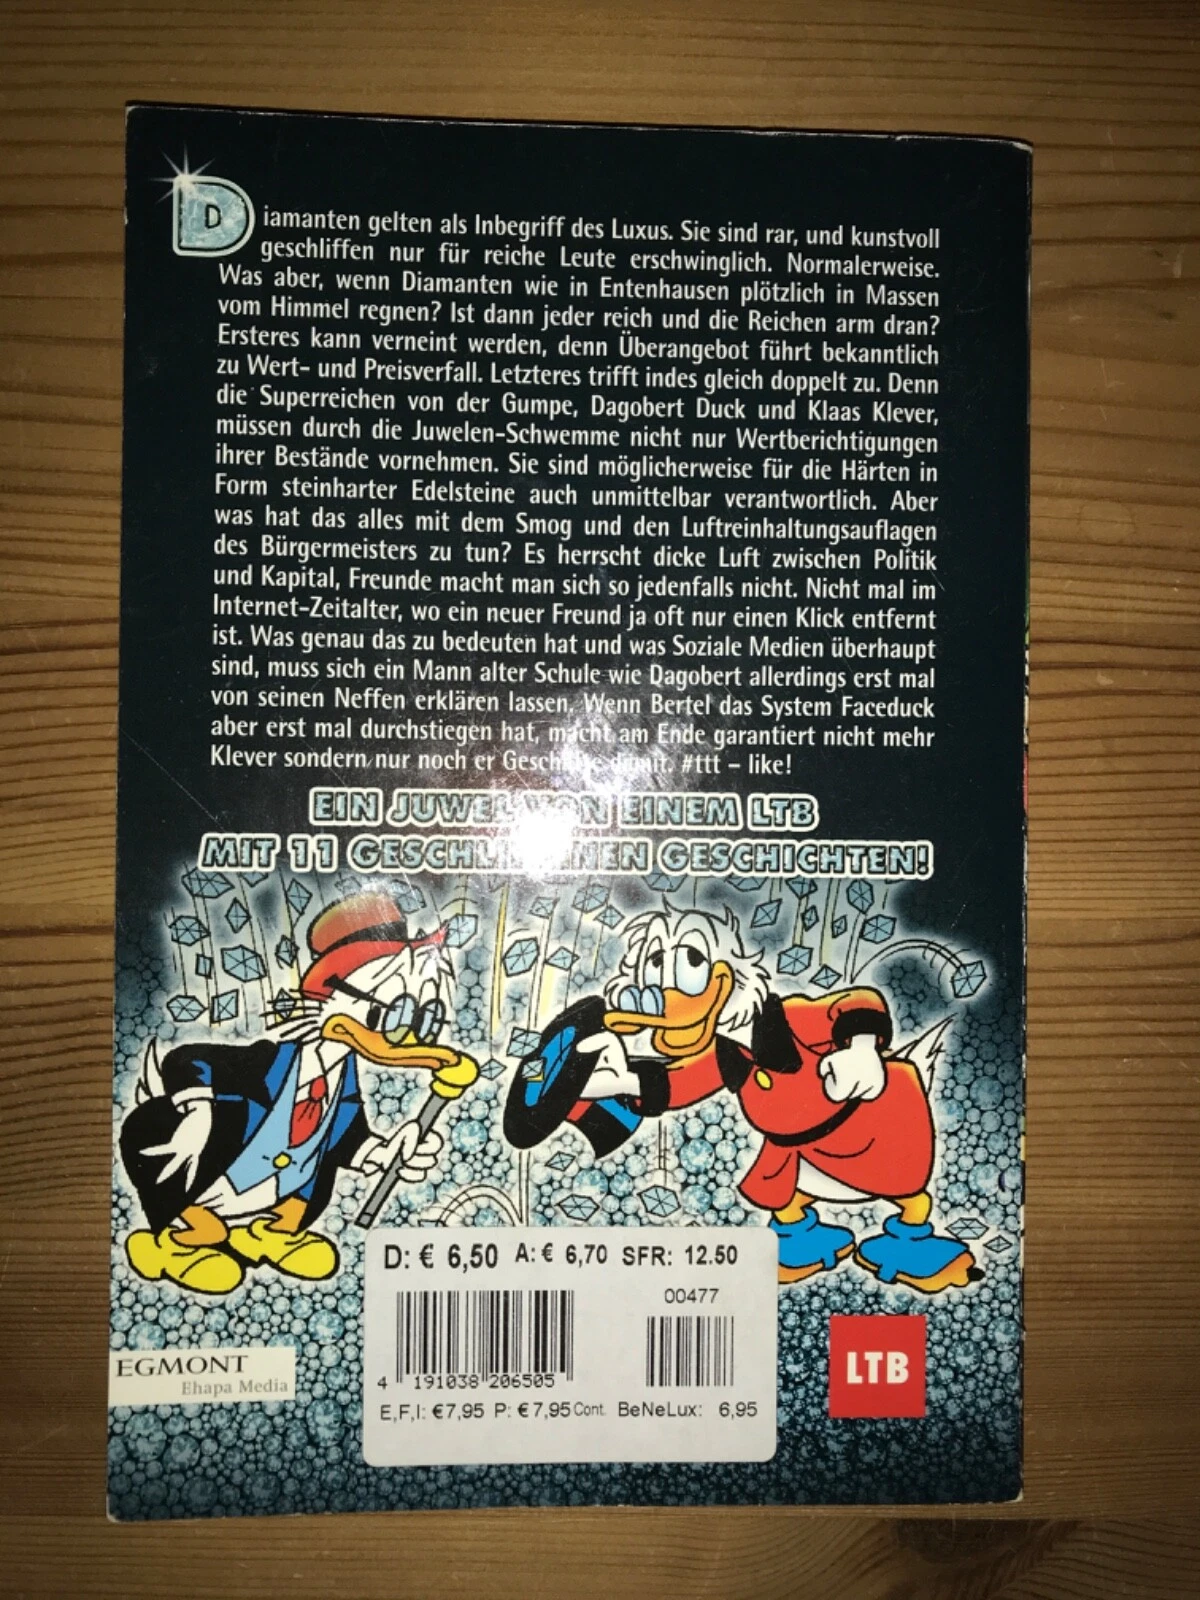 Diamanten gelten als Inbegriff des Luxus. Sie sind rar, und kunstvoll
geschliffen nur für reiche Leute erschwinglich. Normalerweise.
Was aber, wenn Diamanten wie in Entenhausen plötzlich in Massen
vom Himmel regnen? Ist dann jeder reich und die Reichen arm dran?
Ersteres kann verneint werden, denn Überangebot führt bekanntlich
zu Wert- und Preisverfall. Letzteres trifft indes gleich doppelt zu. Denn
die Superreichen von der Gumpe, Dagobert Duck und Klaas Klever,
müssen durch die Juwelen-Schwemme nicht nur Wertberichtigungen
ihrer Bestände vornehmen. Sie sind möglicherweise für die Härten in
Form steinharter Edelsteine auch unmittelbar verantwortlich. Aber
was hat das alles mit dem Smog und den Luftreinhaltungsauflagen
des Bürgermeisters zu tun? Es herrscht dicke Luft zwischen Politik
und Kapital, Freunde macht man sich so jedenfalls nicht. Nicht mal im
Internet-Zeitalter, wo ein neuer Freund ja oft nur einen Klick entfernt
ist. Was genau das zu bedeuten hat und was Soziale Medien überhaupt
sind, muss sich ein Mann alter Schule wie Dagobert allerdings erst mal
von seinen Neffen erklären lassen. Wenn Bertel das System Faceduck
aber erst mal durchstiegen hat, macht am Ende garantiert nicht mehr
Klever sondern nur noch er Geschäfte damit. #ttt – like!
EIN JUWEL VON EINEM LTB
MIT 11 GESCHLIFFENEN GESCHICHTEN!
D: € 6,50 A: € 6,70 SFR: 12.50
00477
4 191038 206505
E,F,I: €7,95 P: €7,95 Cont. BeNeLux: 6,95
EGMONT
Ehapa Media
LTB